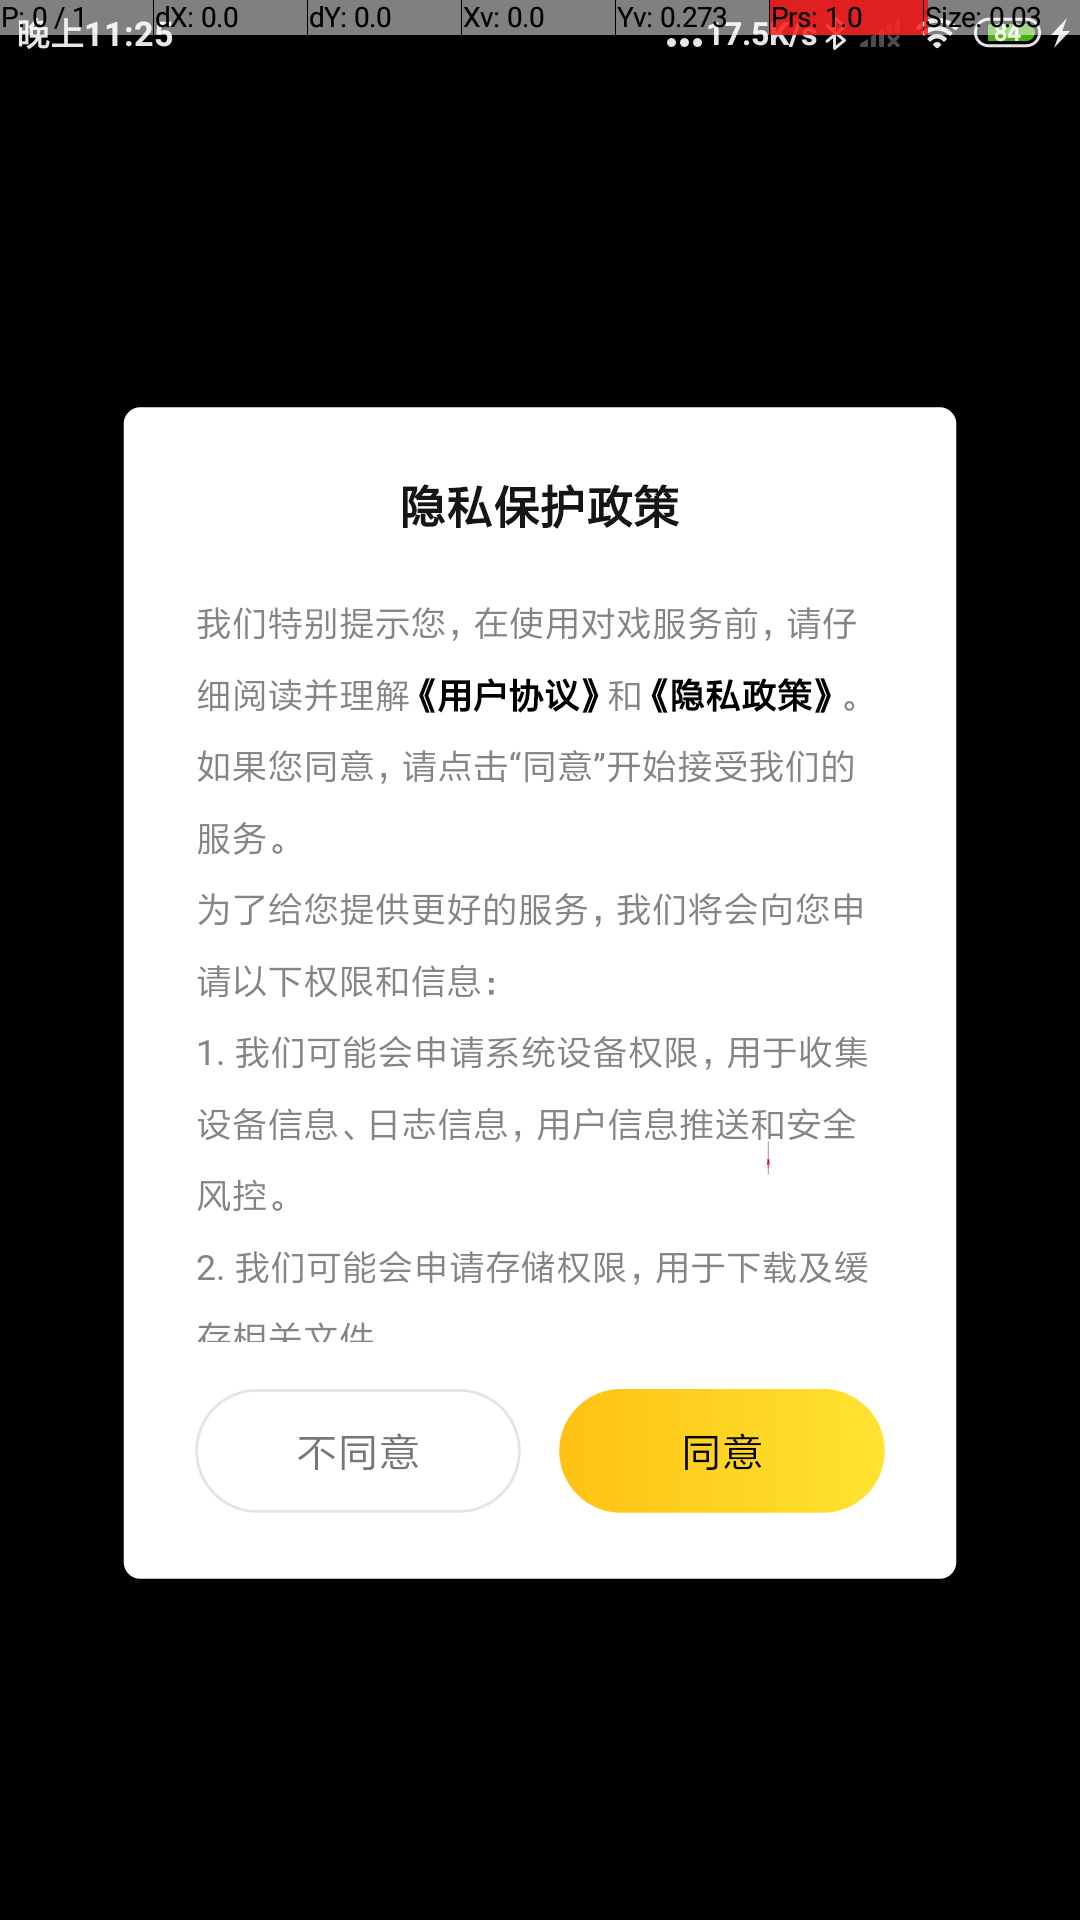 P: 0 / 1 dX: 0.0 dY: 0.0 Xv: 0.0 Yv: 0.273 Prs: 1.0 Size: 0.03
晚上11:25 ...17.5K/s 84
隐私保护政策
我们特别提示您，在使用对戏服务前，请仔
细阅读并理解《用户协议》和《隐私政策》。
如果您同意，请点击“同意”开始接受我们的
服务。
为了给您提供更好的服务，我们将会向您申
请以下权限和信息：
1. 我们可能会申请系统设备权限，用于收集
设备信息、日志信息，用户信息推送和安全
风控。
2. 我们可能会申请存储权限，用于下载及缓
存相关文件
不同意 同意